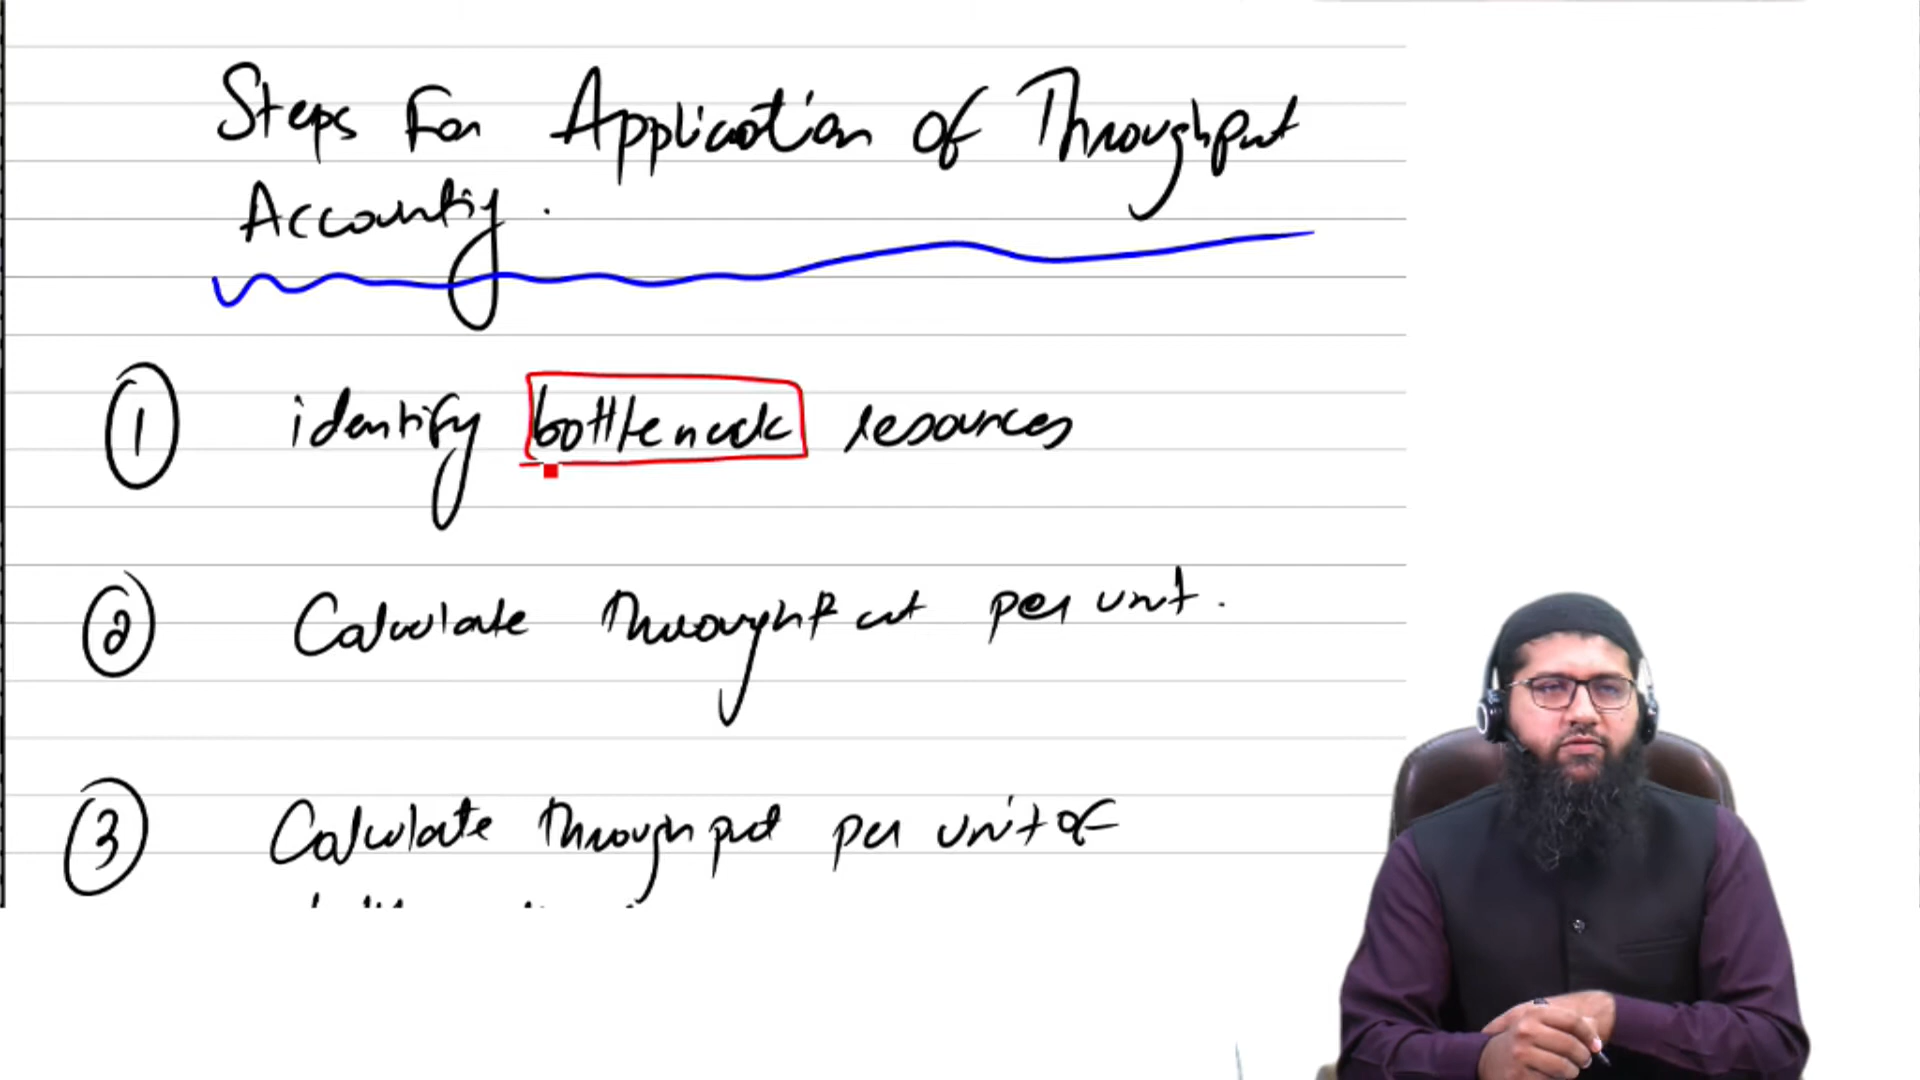 Steps For Application of Throughput
Accounting.
① identify bottleneck resources
② Calculate Throughput per unit.
③ Calculate Throughput per unit of